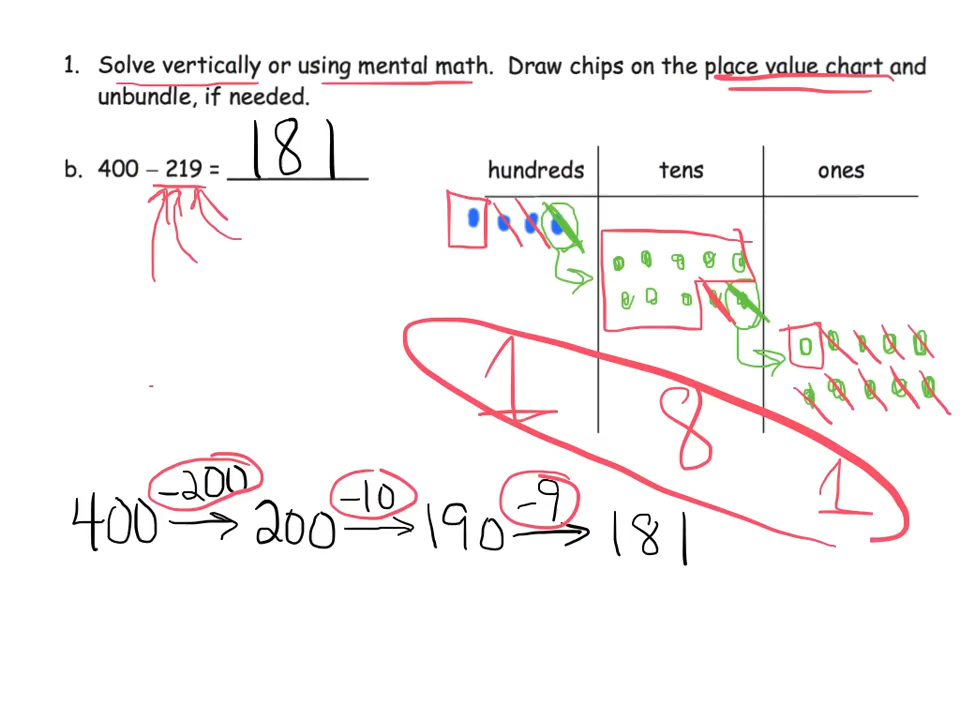 1. Solve vertically or using mental math. Draw chips on the place value chart and
unbundle, if needed.
b. 400 – 219 = 181
hundreds tens ones
1 8 1
-200 -10 -9
400 → 200 → 190 → 181